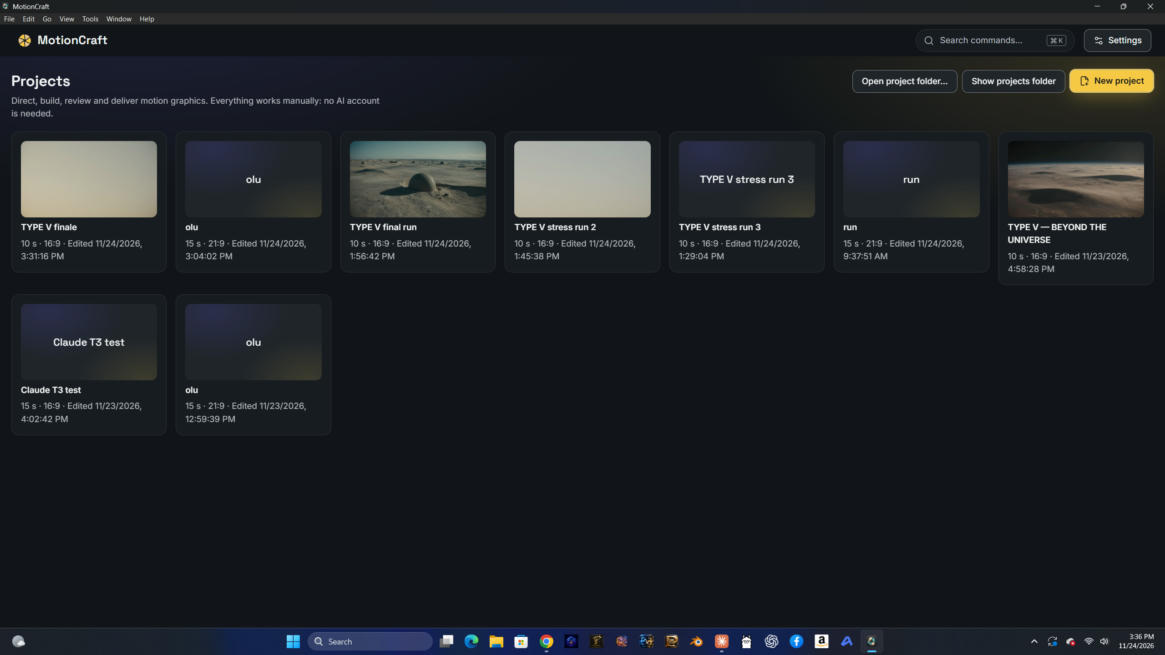 MotionCraft
File Edit Go View Tools Window Help
MotionCraft
Search commands... ⌘ K
Settings
Projects
Direct, build, review and deliver motion graphics. Everything works manually: no AI account
is needed.
Open project folder...
Show projects folder
New project
TYPE V finale
10 s · 16:9 · Edited 11/24/2026,
3:31:16 PM
olu
olu
15 s · 21:9 · Edited 11/24/2026,
3:04:02 PM
TYPE V final run
10 s · 16:9 · Edited 11/24/2026,
1:56:42 PM
TYPE V stress run 2
10 s · 16:9 · Edited 11/24/2026,
1:45:38 PM
TYPE V stress run 3
TYPE V stress run 3
10 s · 16:9 · Edited 11/24/2026,
1:29:04 PM
run
run
15 s · 21:9 · Edited 11/24/2026,
9:37:51 AM
TYPE V — BEYOND THE
UNIVERSE
10 s · 16:9 · Edited 11/23/2026,
4:58:28 PM
Claude T3 test
Claude T3 test
15 s · 16:9 · Edited 11/23/2026,
4:02:42 PM
olu
olu
15 s · 21:9 · Edited 11/23/2026,
12:59:39 PM
Search
3:36 PM
11/24/2026